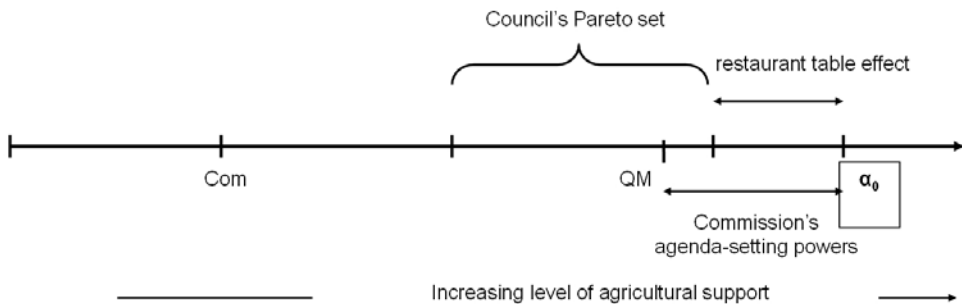 Council's Pareto set
restaurant table effect
Com
QM
α₀
Commission's
agenda-setting powers
Increasing level of agricultural support